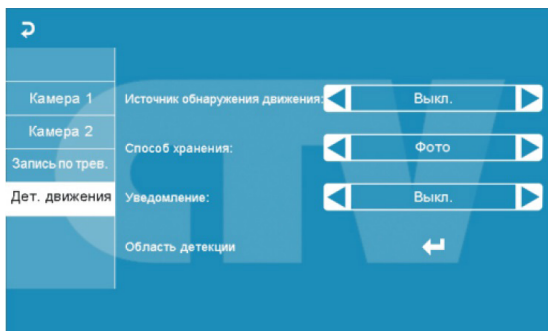 Камера 1
Источник обнаружения движения: Выкл.
Камера 2
Способ хранения: Фото
Запись по трев.
Дет. движения
Уведомление: Выкл.
Область детекции
CTV